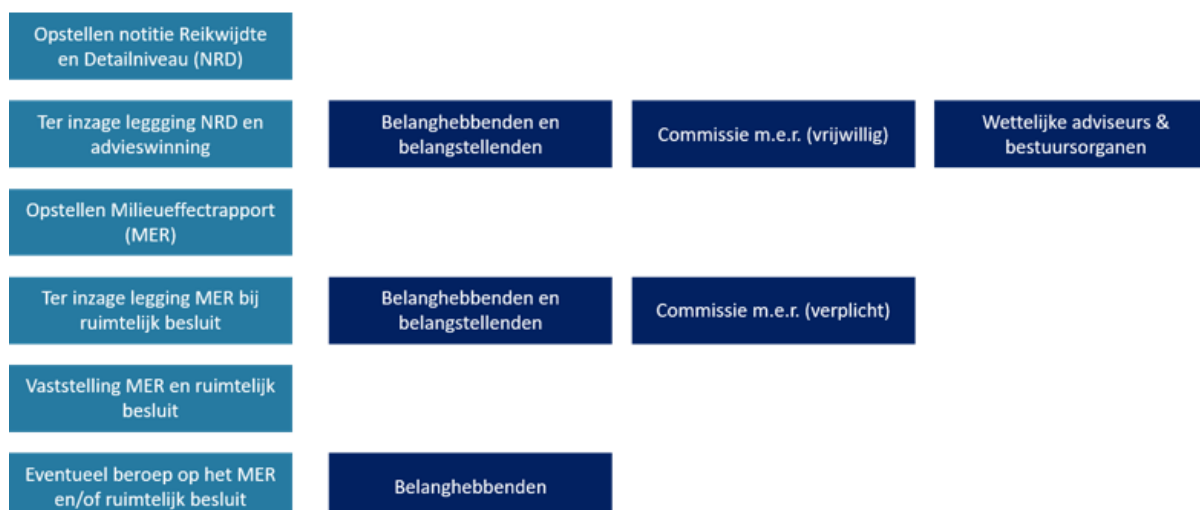 Opstellen notitie Reikwijdte
en Detailniveau (NRD)
Ter inzage leggging NRD en
advieswinning
Belanghebbenden en
belangstellenden
Commissie m.e.r. (vrijwillig)
Wettelijke adviseurs &
bestuursorganen
Opstellen Milieueffectrapport
(MER)
Ter inzage legging MER bij
ruimtelijk besluit
Belanghebbenden en
belangstellenden
Commissie m.e.r. (verplicht)
Vaststelling MER en ruimtelijk
besluit
Eventueel beroep op het MER
en/of ruimtelijk besluit
Belanghebbenden